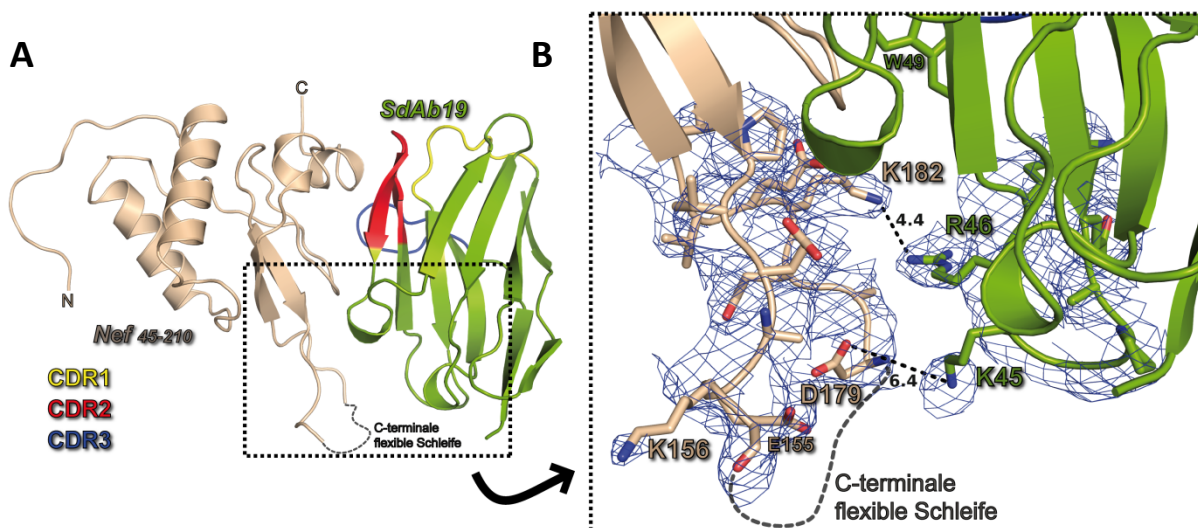 A
B
C
SdAb19
W49
K182
4.4
R46
N
Nef 45-210
CDR1
CDR2
CDR3
C-terminale
flexible Schleife
6.4
K45
D179
K156
E155
C-terminale
flexible Schleife